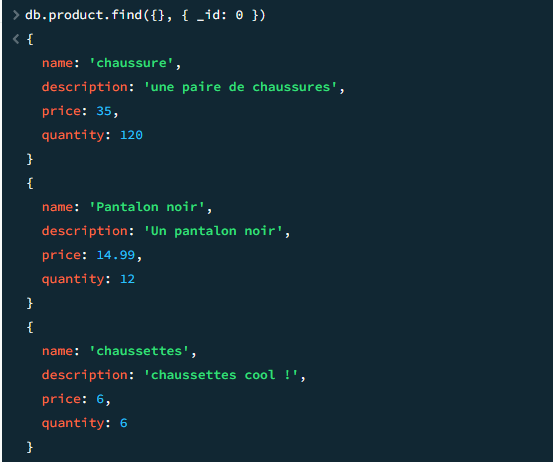 db.product.find({}, { _id: 0 })
{
name: 'chaussure',
description: 'une paire de chaussures',
price: 35,
quantity: 120
}
{
name: 'Pantalon noir',
description: 'Un pantalon noir',
price: 14.99,
quantity: 12
}
{
name: 'chaussettes',
description: 'chaussettes cool !',
price: 6,
quantity: 6
}